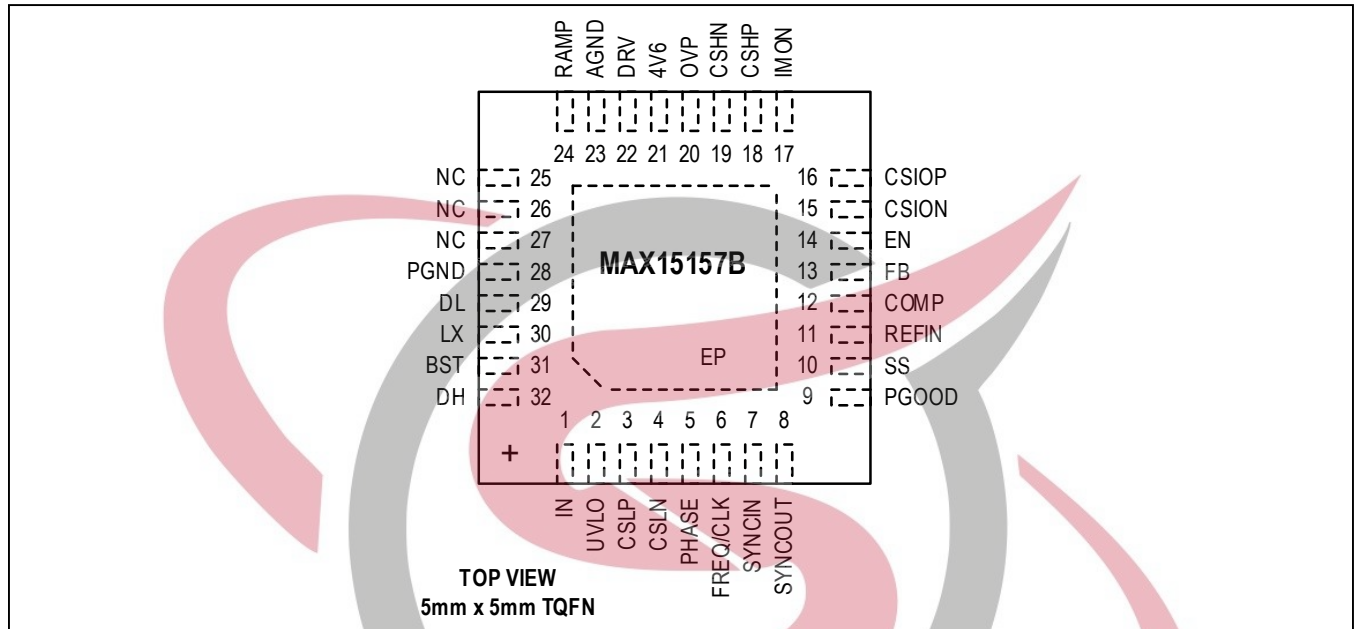 RAMP
AGND
DRV
4V6
OVP
CSHN
CSHP
IMON
24 23 22 21 20 19 18 17
NC 25
NC 26
NC 27
PGND 28
DL 29
LX 30
BST 31
DH 32
MAX15157B
EP
16 CSIOP
15 CSION
14 EN
13 FB
12 COMP
11 REFIN
10 SS
9 PGOOD
1 2 3 4 5 6 7 8
+
IN
UVLO
CSLP
CSLN
PHASE
FREQ/CLK
SYNCIN
SYNCOUT
TOP VIEW
5mm x 5mm TQFN